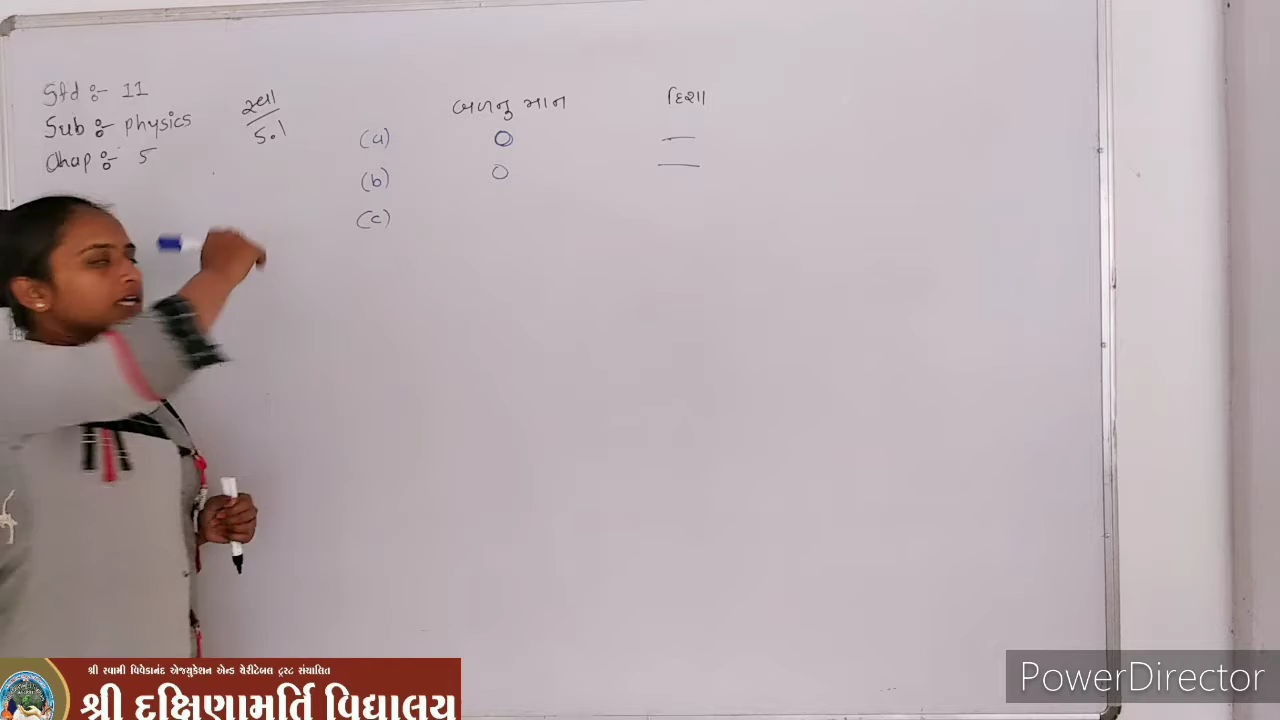 Std :- 11
Sub :- physics
Chap :- 5
સ્વા
5.1
બળનુ માન દિશા
(a) 0 —
(b) 0 —
(c)
શ્રી સ્વામી વિવેકાનંદ એજ્યુકેશન એન્ડ ચેરીટેબલ ટ્રસ્ટ સંચાલિત
શ્રી દક્ષિણામૂર્તિ વિદ્યાલય
PowerDirector